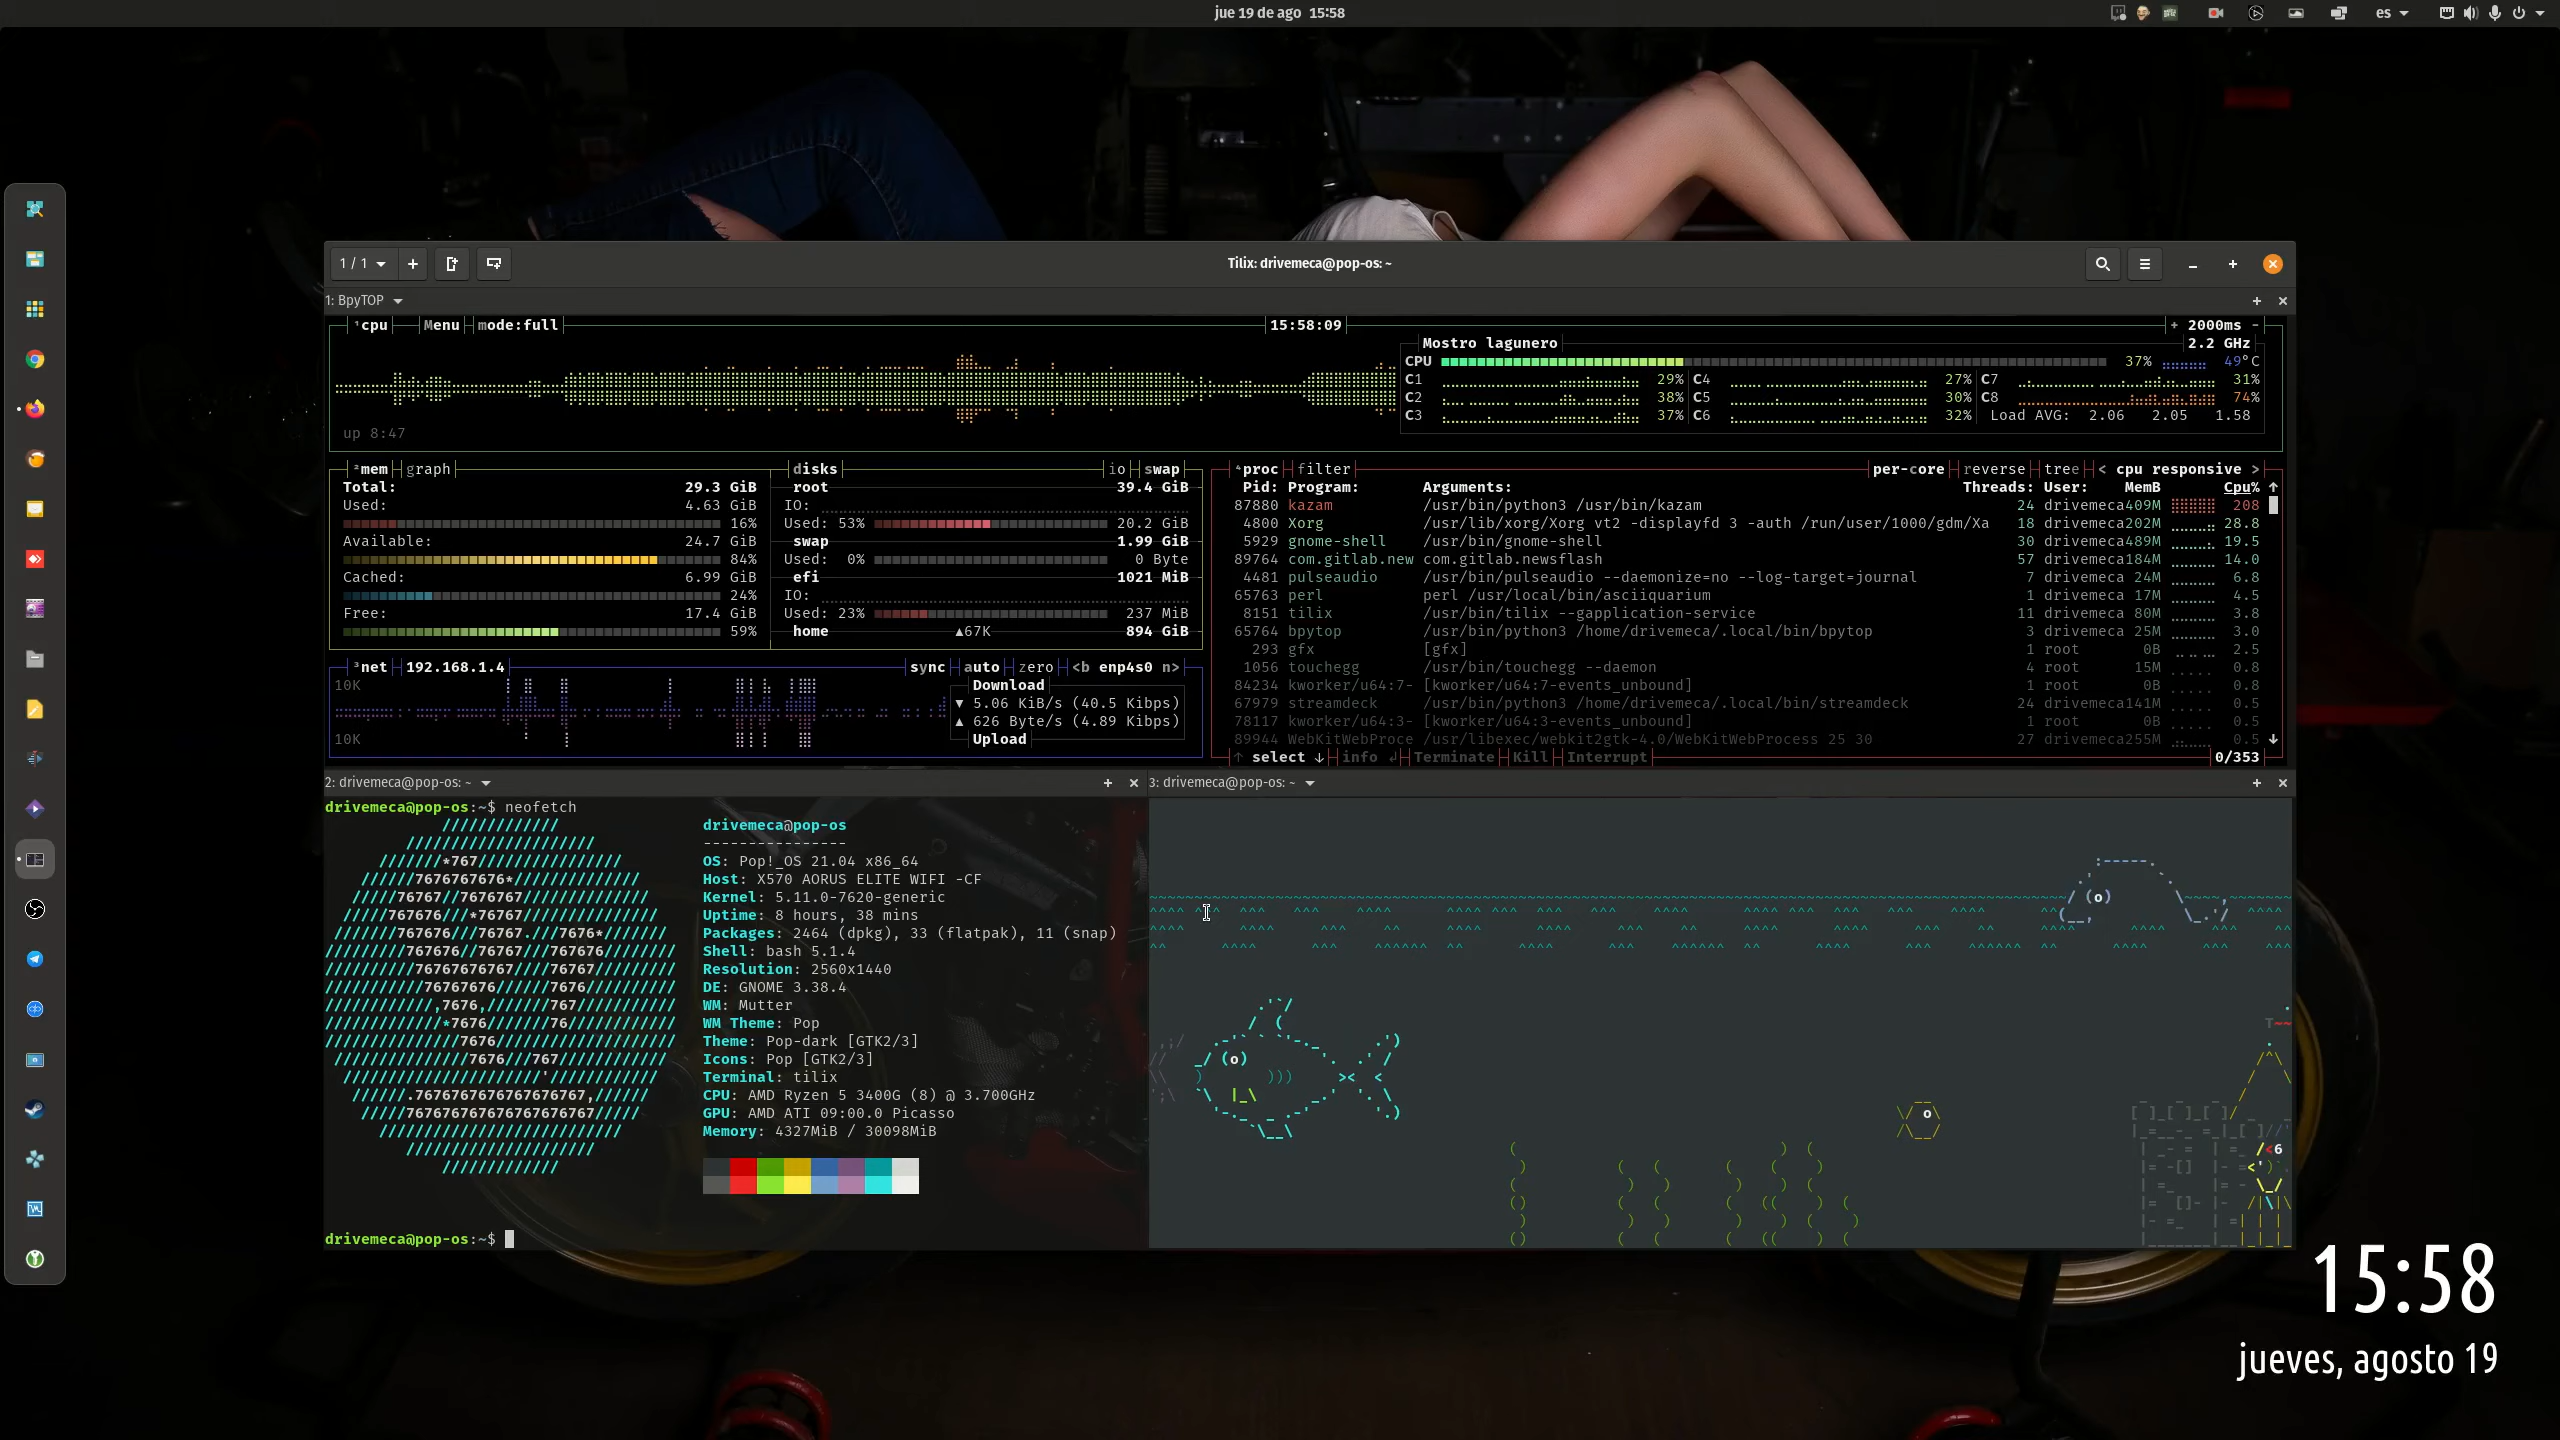 jue 19 de ago 15:58
es
1 / 1
Tilix: drivemeca@pop-os: ~
1: BpyTOP
¹cpu Menu mode:full 15:58:09 + 2000ms -
Mostro lagunero 2.2 GHz
CPU 37% 49°C
C1 29% C4 27% C7 31%
C2 38% C5 30% C8 74%
C3 37% C6 32% Load AVG: 2.06 2.05 1.58
up 8:47
²mem graph disks io swap
Total: 29.3 GiB root 39.4 GiB
Used: 4.63 GiB IO:
16% Used: 53% 20.2 GiB
Available: 24.7 GiB swap 1.99 GiB
84% Used: 0% 0 Byte
Cached: 6.99 GiB efi 1021 MiB
24% IO:
Free: 17.4 GiB Used: 23% 237 MiB
59% home ▲67K 894 GiB
³net 192.168.1.4 sync auto zero <b enp4s0 n>
10K Download
▼ 5.06 KiB/s (40.5 Kibps)
▲ 626 Byte/s (4.89 Kibps)
10K Upload
⁴proc filter per-core reverse tree < cpu responsive >
Pid: Program: Arguments: Threads: User: MemB Cpu% ↑
87880 kazam /usr/bin/python3 /usr/bin/kazam 24 drivemeca409M 208
4800 Xorg /usr/lib/xorg/Xorg vt2 -displayfd 3 -auth /run/user/1000/gdm/Xa 18 drivemeca202M 28.8
5929 gnome-shell /usr/bin/gnome-shell 30 drivemeca489M 19.5
89764 com.gitlab.new com.gitlab.newsflash 57 drivemeca184M 14.0
4481 pulseaudio /usr/bin/pulseaudio --daemonize=no --log-target=journal 7 drivemeca 24M 6.8
65763 perl perl /usr/local/bin/asciiquarium 1 drivemeca 17M 4.5
8151 tilix /usr/bin/tilix --gapplication-service 11 drivemeca 80M 3.8
65764 bpytop /usr/bin/python3 /home/drivemeca/.local/bin/bpytop 3 drivemeca 25M 3.0
293 gfx [gfx] 1 root 0B 2.5
1056 touchegg /usr/bin/touchegg --daemon 4 root 15M 0.8
84234 kworker/u64:7- [kworker/u64:7-events_unbound] 1 root 0B 0.8
67979 streamdeck /usr/bin/python3 /home/drivemeca/.local/bin/streamdeck 24 drivemeca141M 0.5
78117 kworker/u64:3- [kworker/u64:3-events_unbound] 1 root 0B 0.5
89944 WebKitWebProce /usr/libexec/webkit2gtk-4.0/WebKitWebProcess 25 30 27 drivemeca255M 0.5 ↓
↑ select ↓ info ↲ Terminate Kill Interrupt 0/353
2: drivemeca@pop-os: ~
3: drivemeca@pop-os: ~
drivemeca@pop-os:~$ neofetch
drivemeca@pop-os
----------------
OS: Pop!_OS 21.04 x86_64
Host: X570 AORUS ELITE WIFI -CF
Kernel: 5.11.0-7620-generic
Uptime: 8 hours, 38 mins
Packages: 2464 (dpkg), 33 (flatpak), 11 (snap)
Shell: bash 5.1.4
Resolution: 2560x1440
DE: GNOME 3.38.4
WM: Mutter
WM Theme: Pop
Theme: Pop-dark [GTK2/3]
Icons: Pop [GTK2/3]
Terminal: tilix
CPU: AMD Ryzen 5 3400G (8) @ 3.700GHz
GPU: AMD ATI 09:00.0 Picasso
Memory: 4327MiB / 30098MiB
drivemeca@pop-os:~$
15:58
jueves, agosto 19